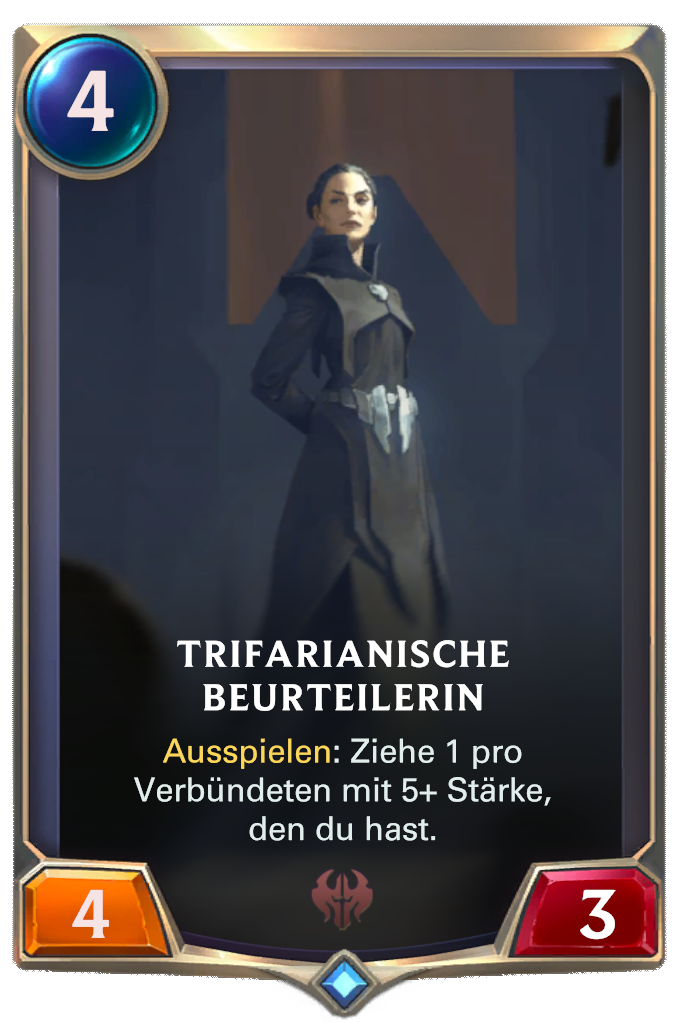 4
TRIFARIANISCHE
BEURTEILERIN
Ausspielen: Ziehe 1 pro
Verbündeten mit 5+ Stärke,
den du hast.
4
3